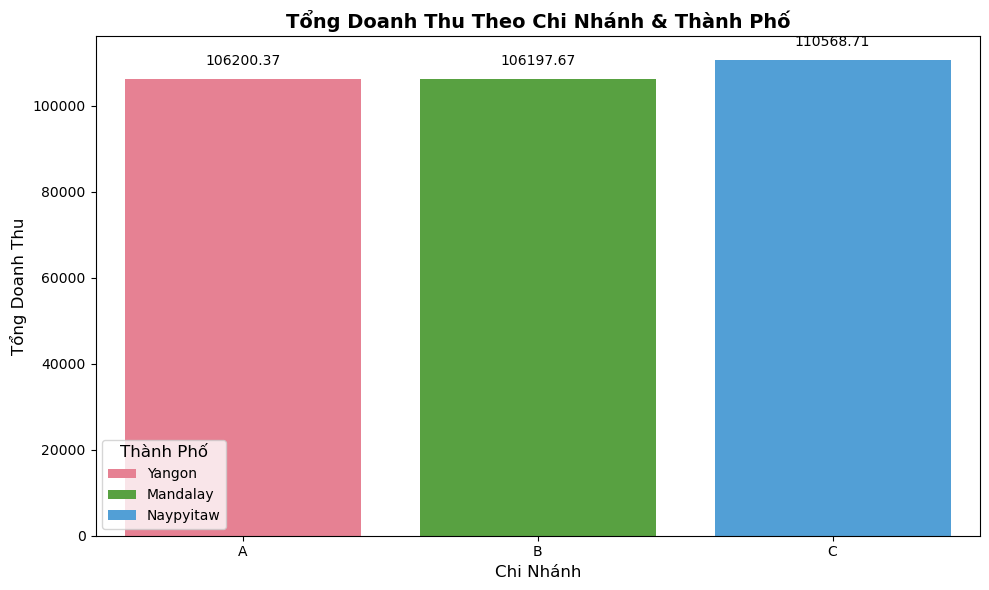 Tổng Doanh Thu Theo Chi Nhánh & Thành Phố
106200.37
106197.67
110568.71
100000
80000
60000
40000
20000
0
Tổng Doanh Thu
Thành Phố
Yangon
Mandalay
Naypyitaw
A
B
C
Chi Nhánh